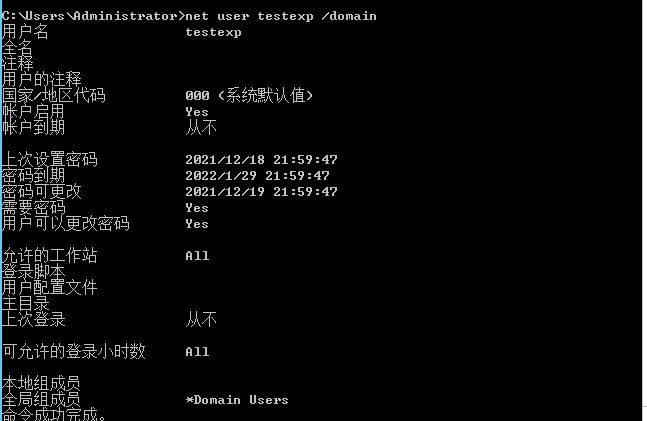 C:\Users\Administrator>net user testexp /domain
用户名 testexp
全名
注释
用户的注释
国家/地区代码 000 (系统默认值)
帐户启用 Yes
帐户到期 从不
上次设置密码 2021/12/18 21:59:47
密码到期 2022/1/29 21:59:47
密码可更改 2021/12/19 21:59:47
需要密码 Yes
用户可以更改密码 Yes
允许的工作站 All
登录脚本
用户配置文件
主目录
上次登录 从不
可允许的登录小时数 All
本地组成员
全局组成员 *Domain Users
命令成功完成。